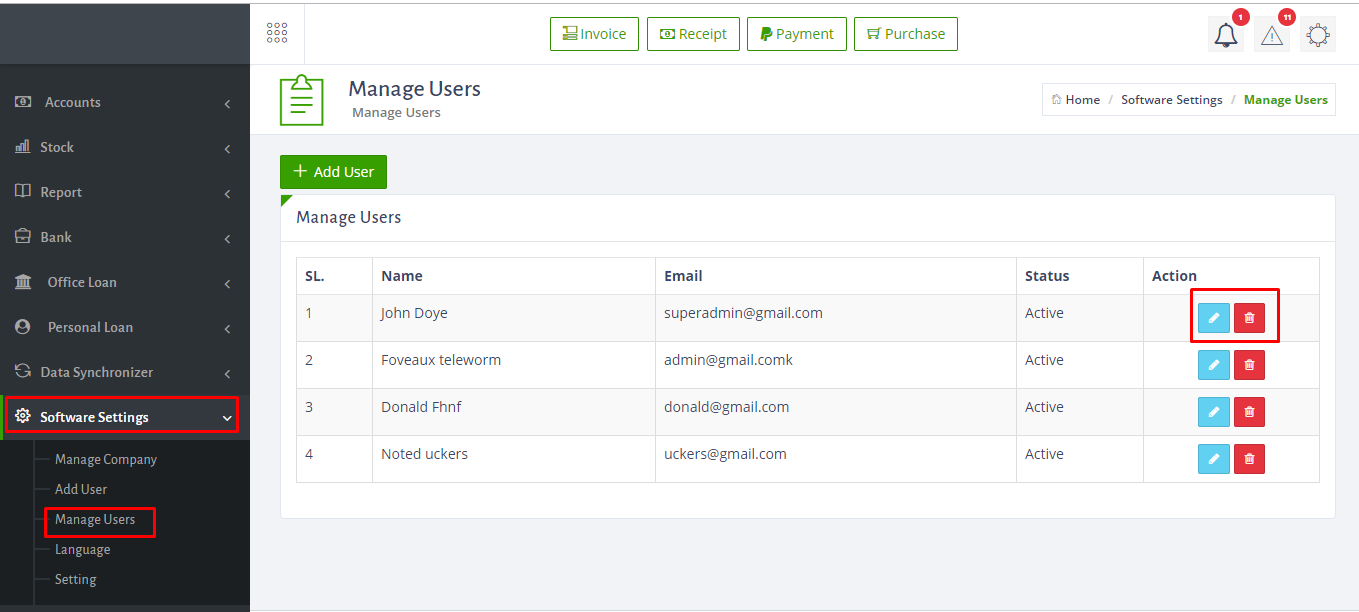 Invoice Receipt Payment Purchase 1 11
Accounts
Stock
Report
Bank
Office Loan
Personal Loan
Data Synchronizer
Software Settings
Manage Company
Add User
Manage Users
Language
Setting
Manage Users
Manage Users
Home / Software Settings / Manage Users
Add User
Manage Users
SL. Name Email Status Action
1 John Doye superadmin@gmail.com Active
2 Foveaux teleworm admin@gmail.comk Active
3 Donald Fhnf donald@gmail.com Active
4 Noted uckers uckers@gmail.com Active